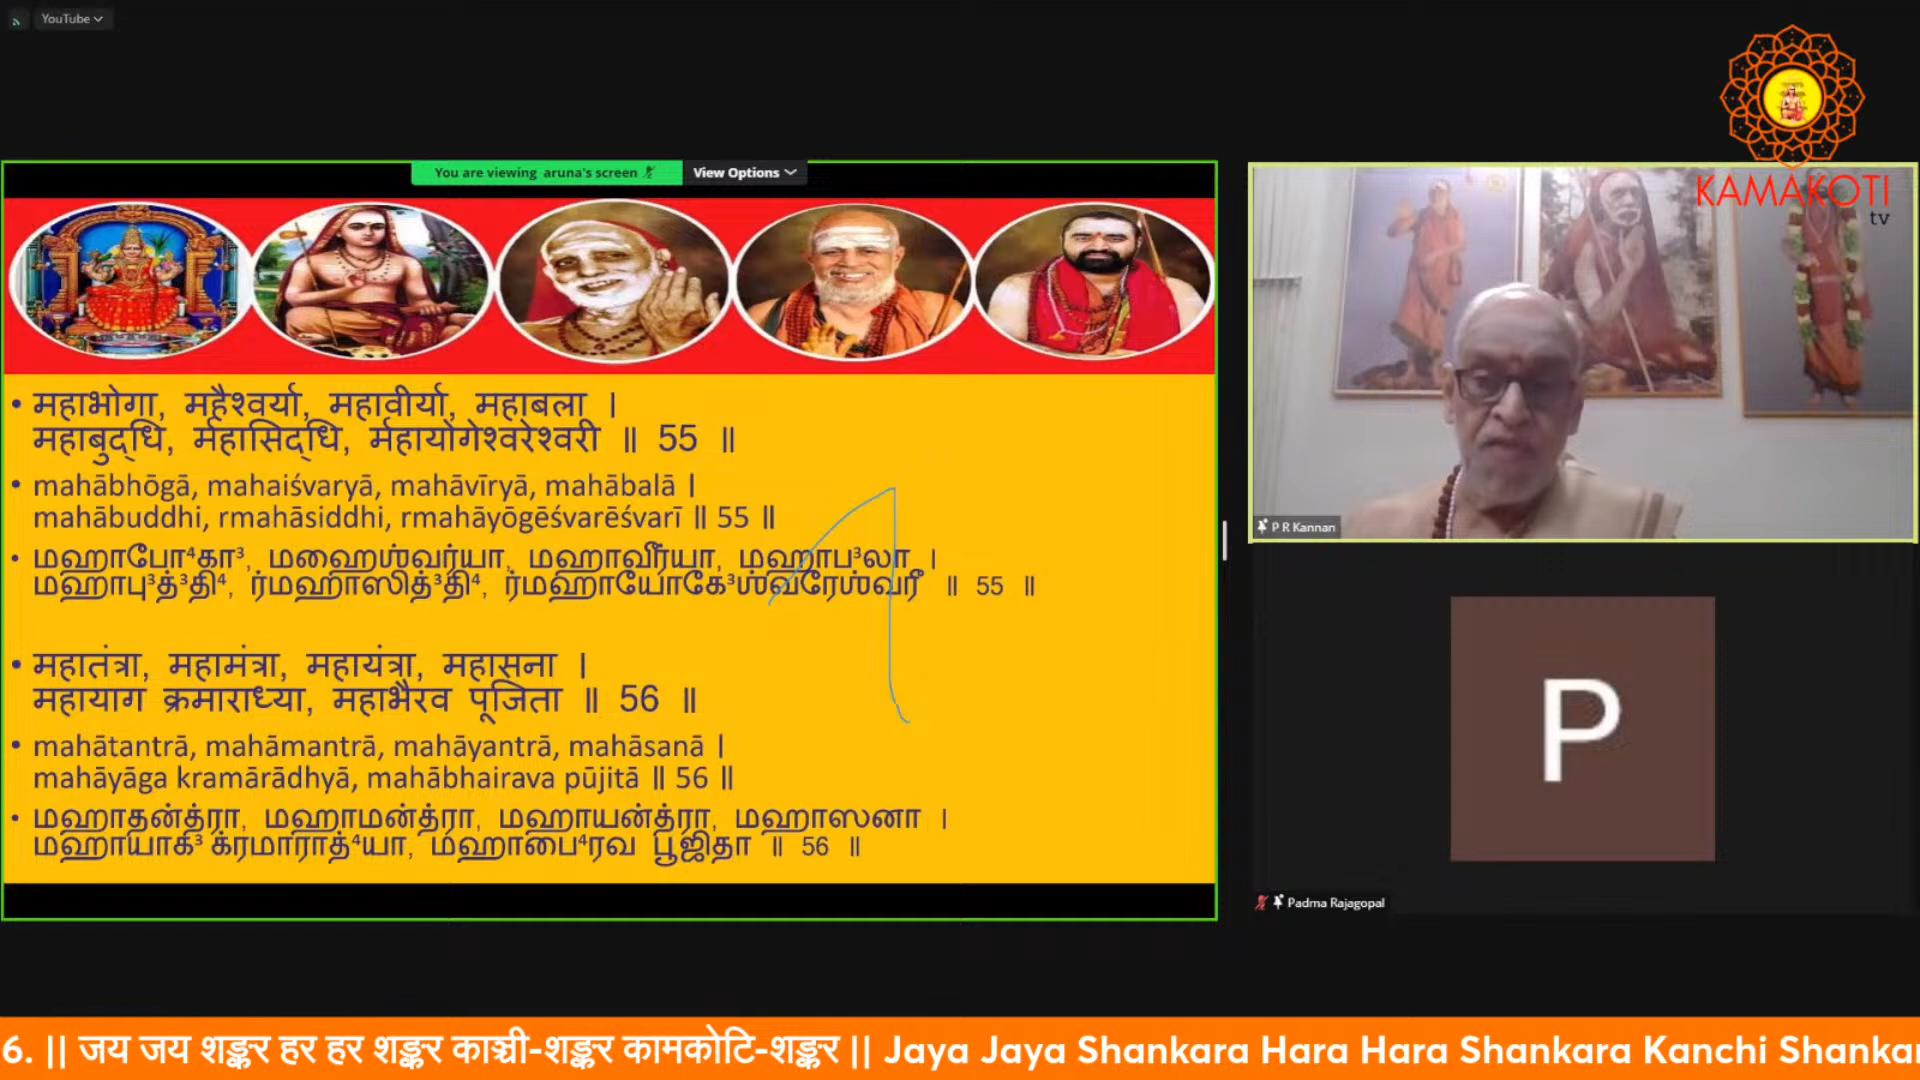 YouTube
You are viewing aruna's screen
View Options
KAMAKOTI
tv
• महाभोगा, महैश्वर्या, महावीर्या, महाबला |
महाबुद्धि, र्महासिद्धि, र्महायोगेश्वरेश्वरी ॥ 55 ॥
• mahābhōgā, mahaiśvaryā, mahāvīryā, mahābalā |
mahābuddhi, rmahāsiddhi, rmahāyōgēśvarēśvarī ॥ 55 ॥
• மஹாபோ⁴கா³, மஹைஶ்வர்யா, மஹாவீர்யா, மஹாப³லா |
மஹாபு³த்³தி⁴, ர்மஹாஸித்³தி⁴, ர்மஹாயோகே³ஶ்வரேஶ்வரீ ॥ 55 ॥
• महातंत्रा, महामंत्रा, महायंत्रा, महासना |
महायाग क्रमाराध्या, महाभैरव पूजिता ॥ 56 ॥
• mahātantrā, mahāmantrā, mahāyantrā, mahāsanā |
mahāyāga kramārādhyā, mahābhairava pūjitā ॥ 56 ॥
• மஹாதன்த்ரா, மஹாமன்த்ரா, மஹாயன்த்ரா, மஹாஸனா |
மஹாயாக³ க்ரமாராத்⁴யா, மஹாபை⁴ரவ பூஜிதா ॥ 56 ॥
P R Kannan
P
Padma Rajagopal
6. || जय जय शङ्कर हर हर शङ्कर काञ्ची-शङ्कर कामकोटि-शङ्कर || Jaya Jaya Shankara Hara Hara Shankara Kanchi Shankar